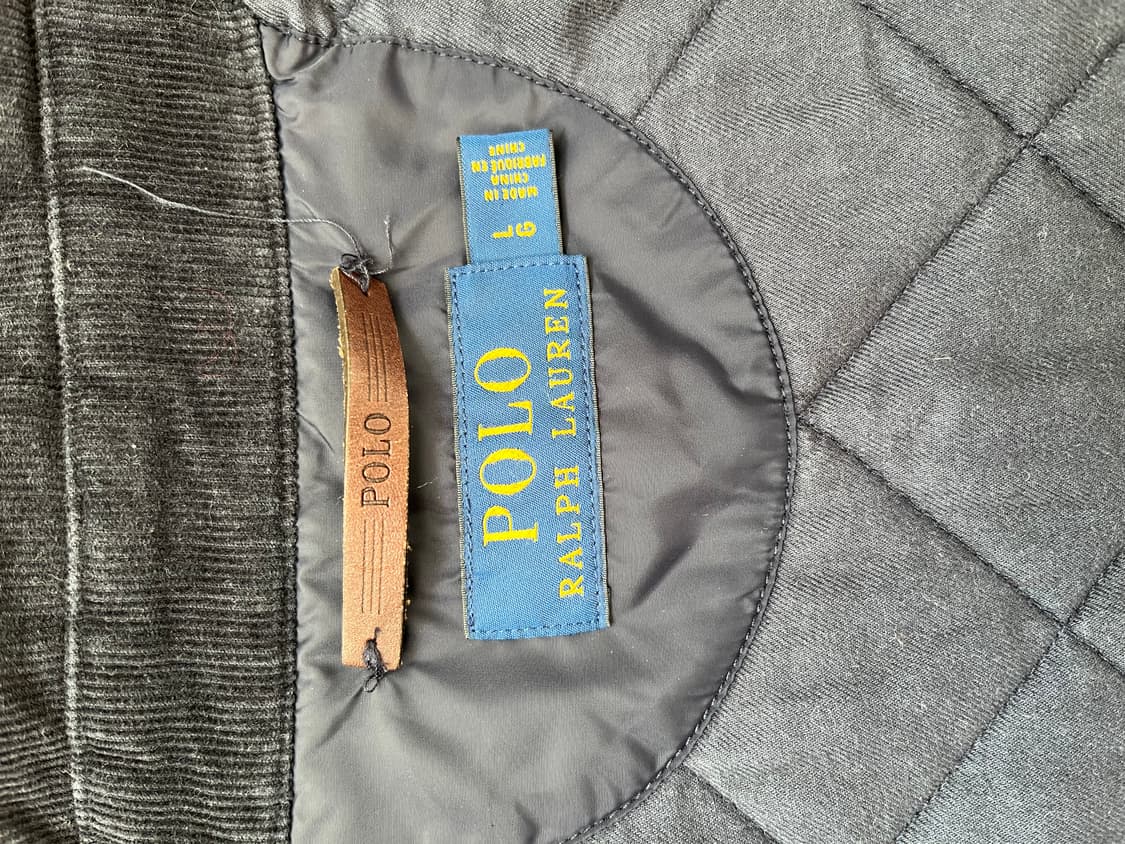 POLO
POLO
RALPH LAUREN
G L
MADE IN
CHINA
FABRIQUÉ EN
CHINE